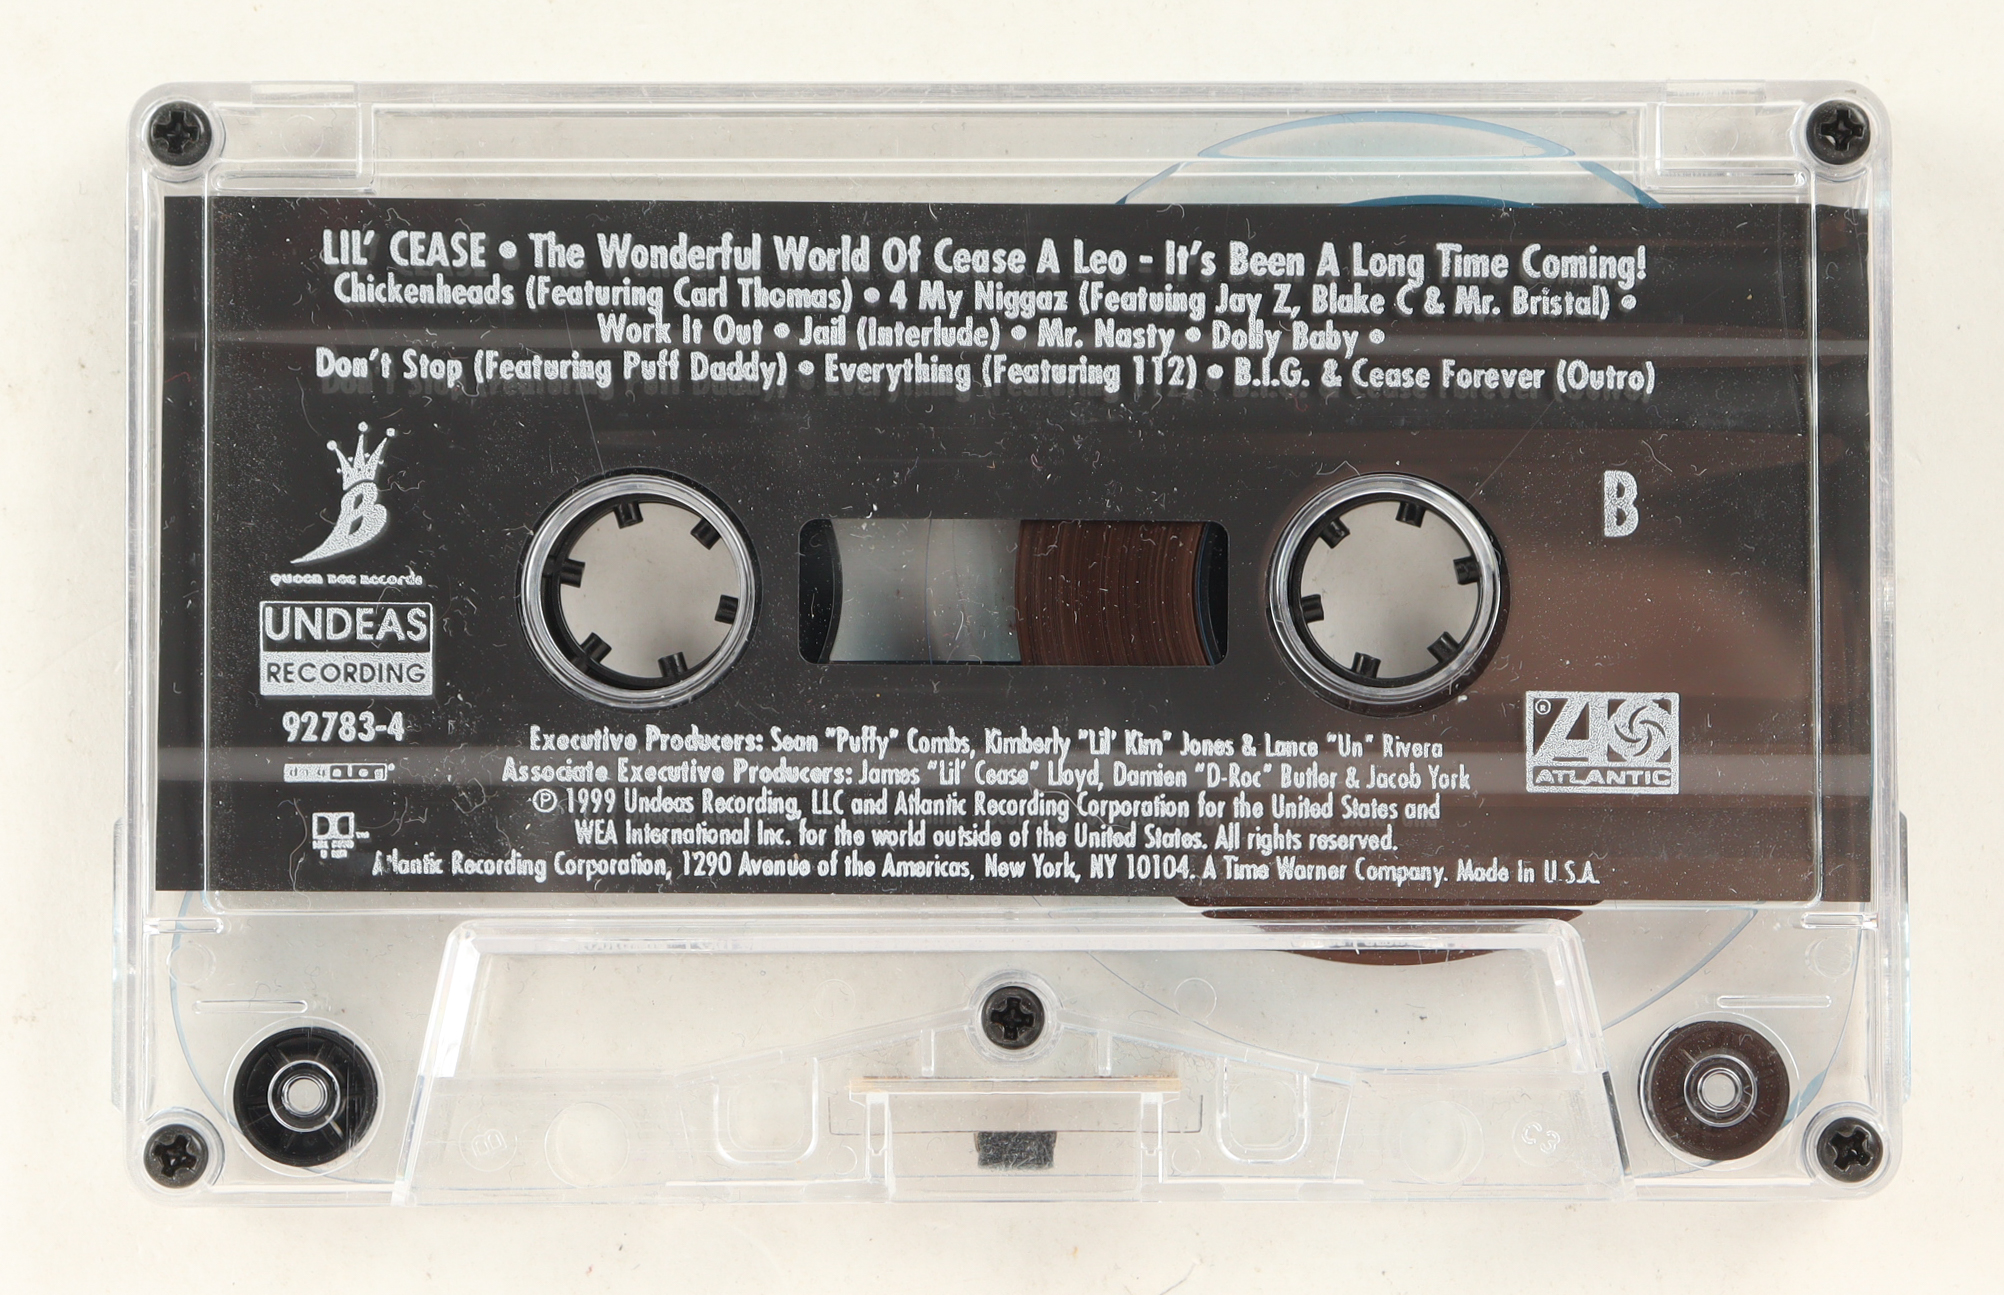 LIL' CEASE • The Wonderful World Of Cease A Leo - It's Been A Long Time Coming!
Chickenheads (Featuring Carl Thomas) • 4 My Niggaz (Featuing Jay Z, Blake C & Mr. Bristal) •
Work It Out • Jail (Interlude) • Mr. Nasty • Dolly Baby •
Don't Stop (Featuring Puff Daddy) • Everything (Featuring 112) • B.I.G. & Cease Forever (Outro)
B
B
QUEEN BEE RECORDS
UNDEAS
RECORDING
92783-4
Executive Producers: Sean "Puffy" Combs, Kimberly "Lil' Kim" Jones & Lance "Un" Rivera
Associate Executive Producers: James "Lil' Cease" Lloyd, Damien "D-Roc" Butler & Jacob York
℗ 1999 Undeas Recording, LLC and Atlantic Recording Corporation for the United States and
WEA International Inc. for the world outside of the United States. All rights reserved.
Atlantic Recording Corporation, 1290 Avenue of the Americas, New York, NY 10104. A Time Warner Company. Made in U.S.A.
®
ATLANTIC